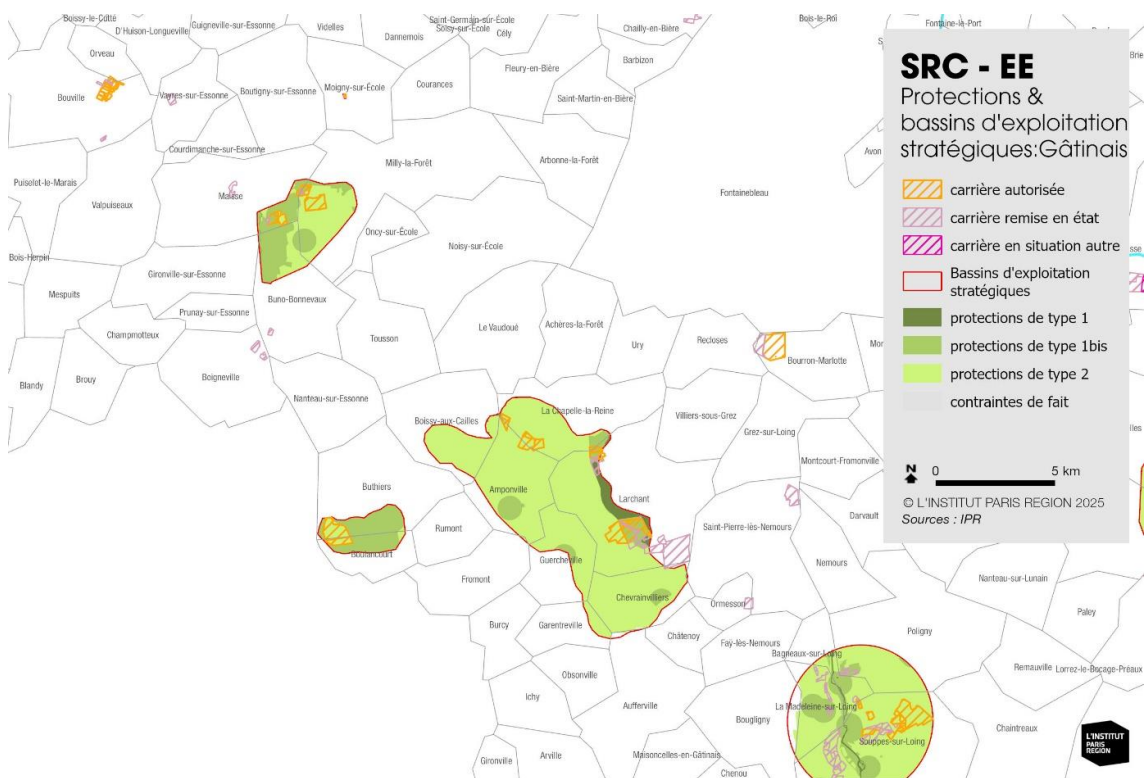 Boissy-le-Cutté
D'Huison-Longueville
Guigneville-sur-Essonne
Videlles
Dannemois
Saint-Germain-sur-École
Soisy-sur-École
Cély
Chailly-en-Bière
Bois-le-Roi
Fontaine-le-Port
Orveau
Fleury-en-Bière
Barbizon
Bouville
Vayres-sur-Essonne
Boutigny-sur-Essonne
Moigny-sur-École
Courances
Saint-Martin-en-Bière
Courdimanche-sur-Essonne
Milly-la-Forêt
Arbonne-la-Forêt
Avon
Puiselet-le-Marais
Valpuiseaux
Maisse
Fontainebleau
Oncy-sur-École
Noisy-sur-École
Bois-Herpin
Gironville-sur-Essonne
Mespuits
Buno-Bonnevaux
Prunay-sur-Essonne
Champmotteux
Tousson
Le Vaudoué
Achères-la-Forêt
Ury
Recloses
Bourron-Marlotte
Blandy
Brouy
Boigneville
Nanteau-sur-Essonne
Boissy-aux-Cailles
La Chapelle-la-Reine
Villiers-sous-Grez
Grez-sur-Loing
Montcourt-Fromonville
Buthiers
Amponville
Larchant
Rumont
Saint-Pierre-lès-Nemours
Darvault
Boulancourt
Guercheville
Nemours
Fromont
Chevrainvilliers
Ormesson
Nanteau-sur-Lunain
Paley
Burcy
Garentreville
Châtenoy
Faÿ-lès-Nemours
Poligny
Bagneaux-sur-Loing
Obsonville
Remauville
Lorrez-le-Bocage-Préaux
Ichy
Aufferville
La Madeleine-sur-Loing
Bougligny
Chaintreaux
Souppes-sur-Loing
Gironville
Arville
Maisoncelles-en-Gâtinais
Chenou
SRC - EE
Protections &
bassins d'exploitation
stratégiques:Gâtinais
carrière autorisée
carrière remise en état
carrière en situation autre
Bassins d'exploitation
stratégiques
protections de type 1
protections de type 1bis
protections de type 2
contraintes de fait
N
0 5 km
© L'INSTITUT PARIS REGION 2025
Sources : IPR
L'INSTITUT
PARIS
REGION